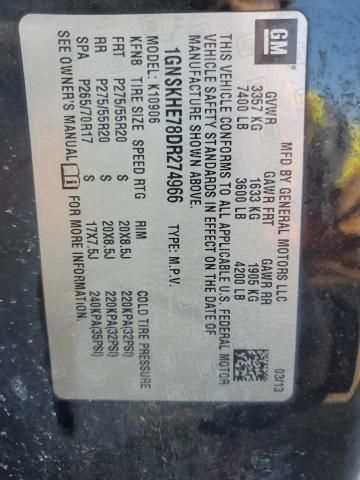 GM
MFD BY GENERAL MOTORS LLC
03/13
GVWR GAWR FRT GAWR RR
3357 KG 1633 KG 1905 KG
7400 LB 3600 LB 4200 LB
THIS VEHICLE CONFORMS TO ALL APPLICABLE U.S. FEDERAL MOTOR
VEHICLE SAFETY STANDARDS IN EFFECT ON THE DATE OF
MANUFACTURE SHOWN ABOVE.
1GNSKHE78DR274966 TYPE: M.P.V.
MODEL: K10906
KFN8 TIRE SIZE SPEED RTG RIM COLD TIRE PRESSURE
FRT P275/55R20 S 20X8.5J 220KPA(32PSI)
RR P275/55R20 S 20X8.5J 220KPA(32PSI)
SPA P265/70R17 S 17X7.5J 240KPA(35PSI)
SEE OWNER'S MANUAL FOR MORE INFORMATION.